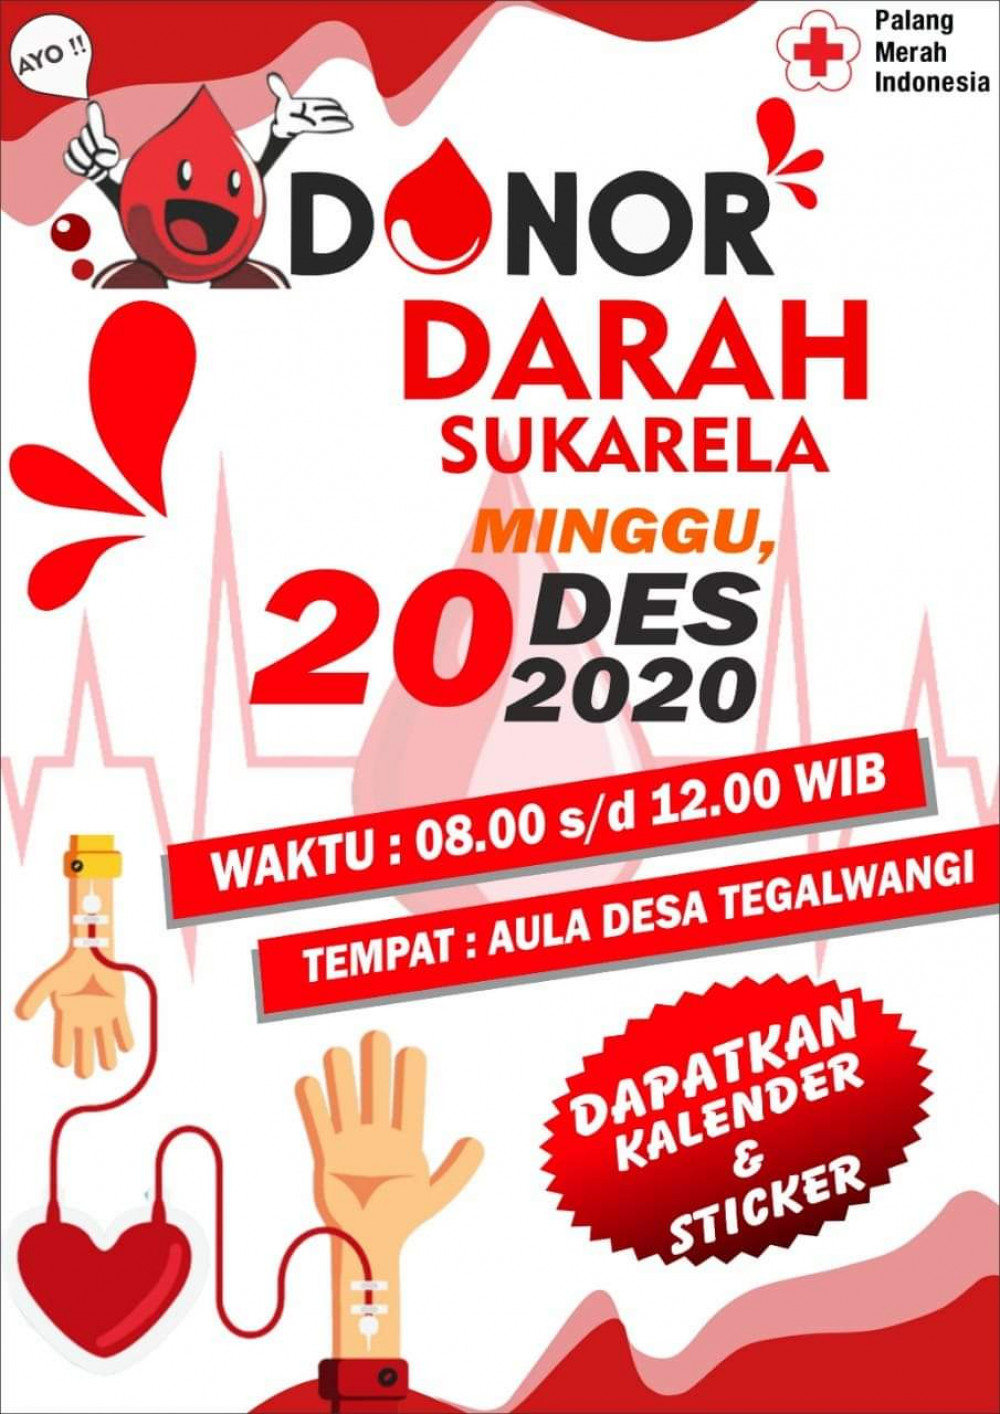 AYO !!
Palang
Merah
Indonesia
DONOR
DARAH
SUKARELA
MINGGU,
20 DES
2020
WAKTU : 08.00 s/d 12.00 WIB
TEMPAT : AULA DESA TEGALWANGI
DAPATKAN
KALENDER
&
STICKER